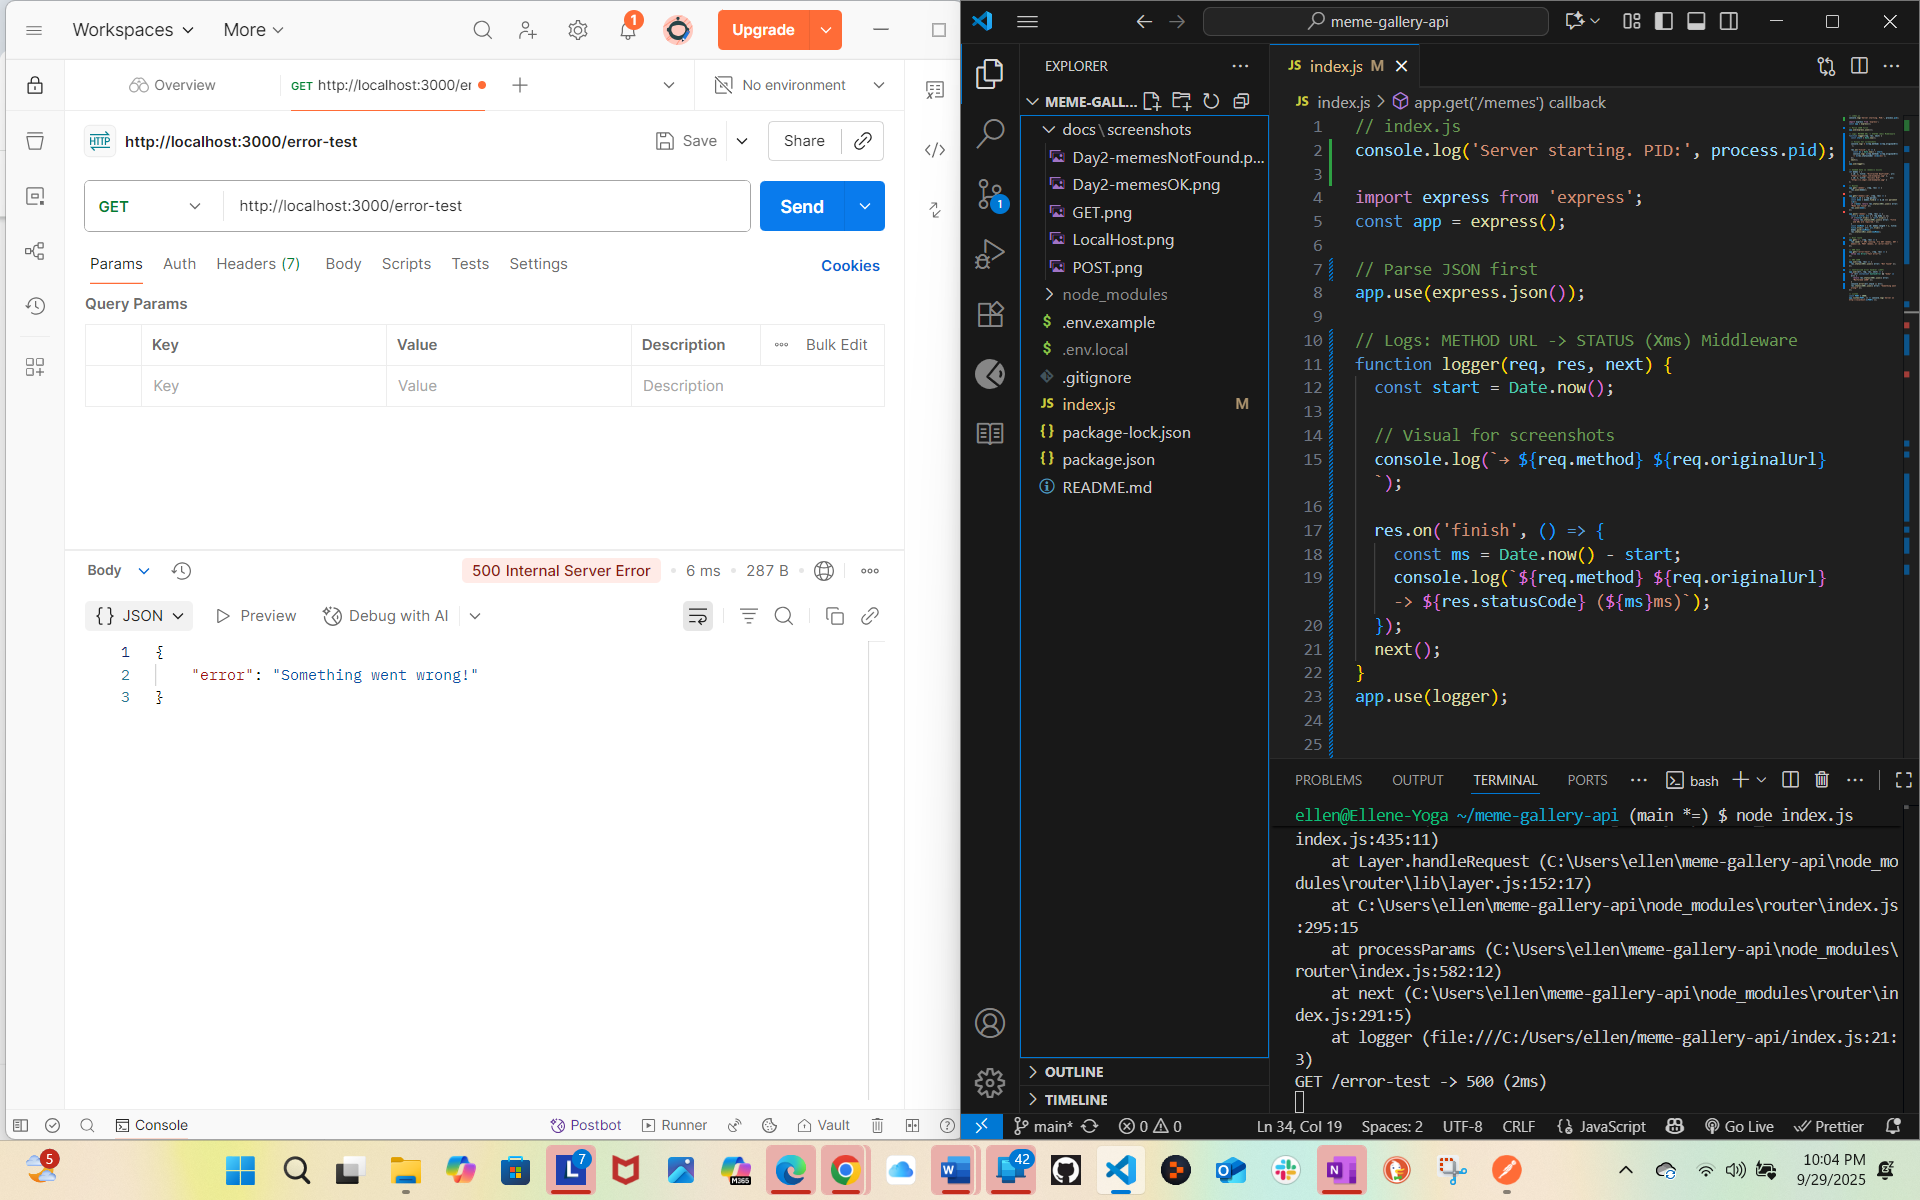 Workspaces
More
1
Upgrade
Overview
GET http://localhost:3000/er
No environment
HTTP http://localhost:3000/error-test
Save
Share
GET
http://localhost:3000/error-test
Send
Params
Auth
Headers (7)
Body
Scripts
Tests
Settings
Cookies
Query Params
Key
Value
Description
Bulk Edit
Key
Value
Description
Body
500 Internal Server Error
6 ms
287 B
{} JSON
Preview
Debug with AI
1 {
2 "error": "Something went wrong!"
3 }
Console
Postbot
Runner
Vault
meme-gallery-api
EXPLORER
MEME-GALL...
docs\screenshots
Day2-memesNotFound.p...
Day2-memesOK.png
GET.png
LocalHost.png
POST.png
node_modules
$ .env.example
$ .env.local
.gitignore
JS index.js M
{} package-lock.json
{} package.json
README.md
OUTLINE
TIMELINE
1
JS index.js M
JS index.js > app.get('/memes') callback
1 // index.js
2 console.log('Server starting. PID:', process.pid);
3
4 import express from 'express';
5 const app = express();
6
7 // Parse JSON first
8 app.use(express.json());
9
10 // Logs: METHOD URL -> STATUS (Xms) Middleware
11 function logger(req, res, next) {
12 const start = Date.now();
13
14 // Visual for screenshots
15 console.log(`→ ${req.method} ${req.originalUrl}
`);
16
17 res.on('finish', () => {
18 const ms = Date.now() - start;
19 console.log(`${req.method} ${req.originalUrl}
-> ${res.statusCode} (${ms}ms)`);
20 });
21 next();
22 }
23 app.use(logger);
24
25
PROBLEMS
OUTPUT
TERMINAL
PORTS
bash
ellen@Ellene-Yoga ~/meme-gallery-api (main *=) $ node index.js
index.js:435:11)
at Layer.handleRequest (C:\Users\ellen\meme-gallery-api\node_mo
dules\router\lib\layer.js:152:17)
at C:\Users\ellen\meme-gallery-api\node_modules\router\index.js
:295:15
at processParams (C:\Users\ellen\meme-gallery-api\node_modules\
router\index.js:582:12)
at next (C:\Users\ellen\meme-gallery-api\node_modules\router\in
dex.js:291:5)
at logger (file:///C:/Users/ellen/meme-gallery-api/index.js:21:
3)
GET /error-test -> 500 (2ms)
main*
0
0
Ln 34, Col 19
Spaces: 2
UTF-8
CRLF
{} JavaScript
Go Live
Prettier
5
L 7
M365
W
42
N
10:04 PM
9/29/2025